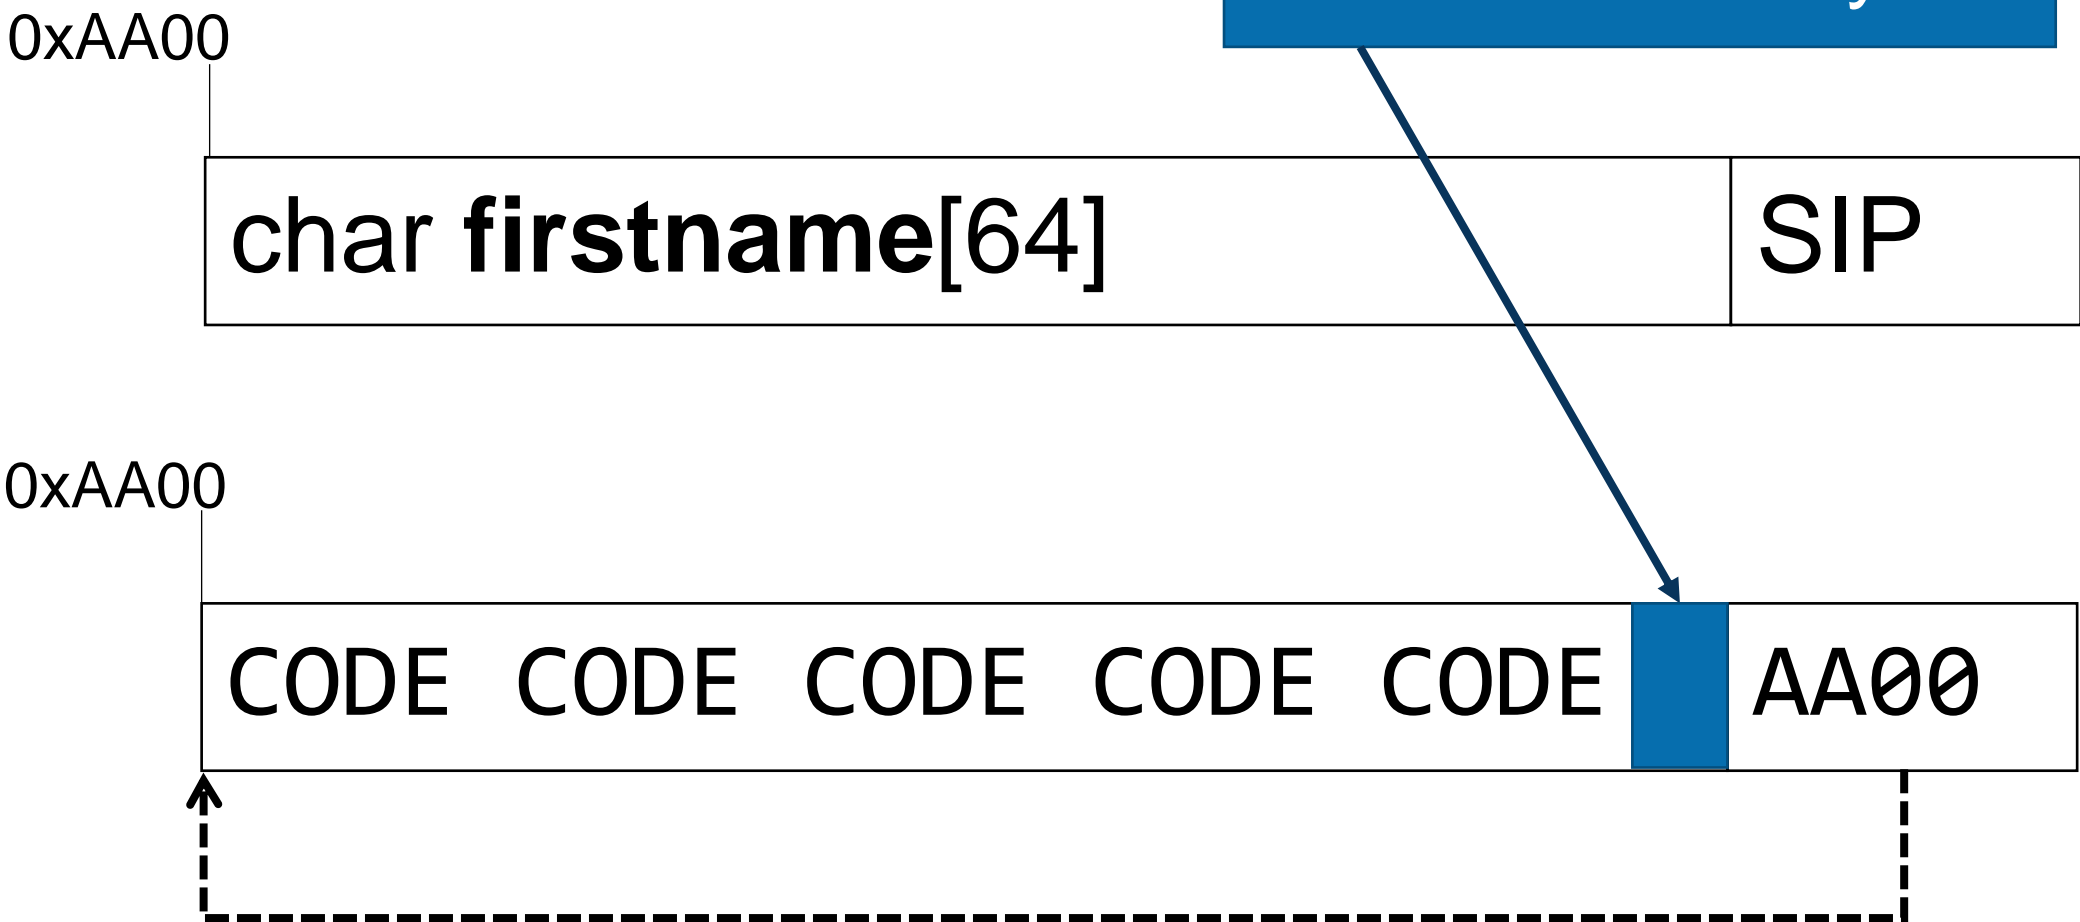 0xAA00
char firstname[64]
SIP
0xAA00
CODE CODE CODE CODE CODE
AA00